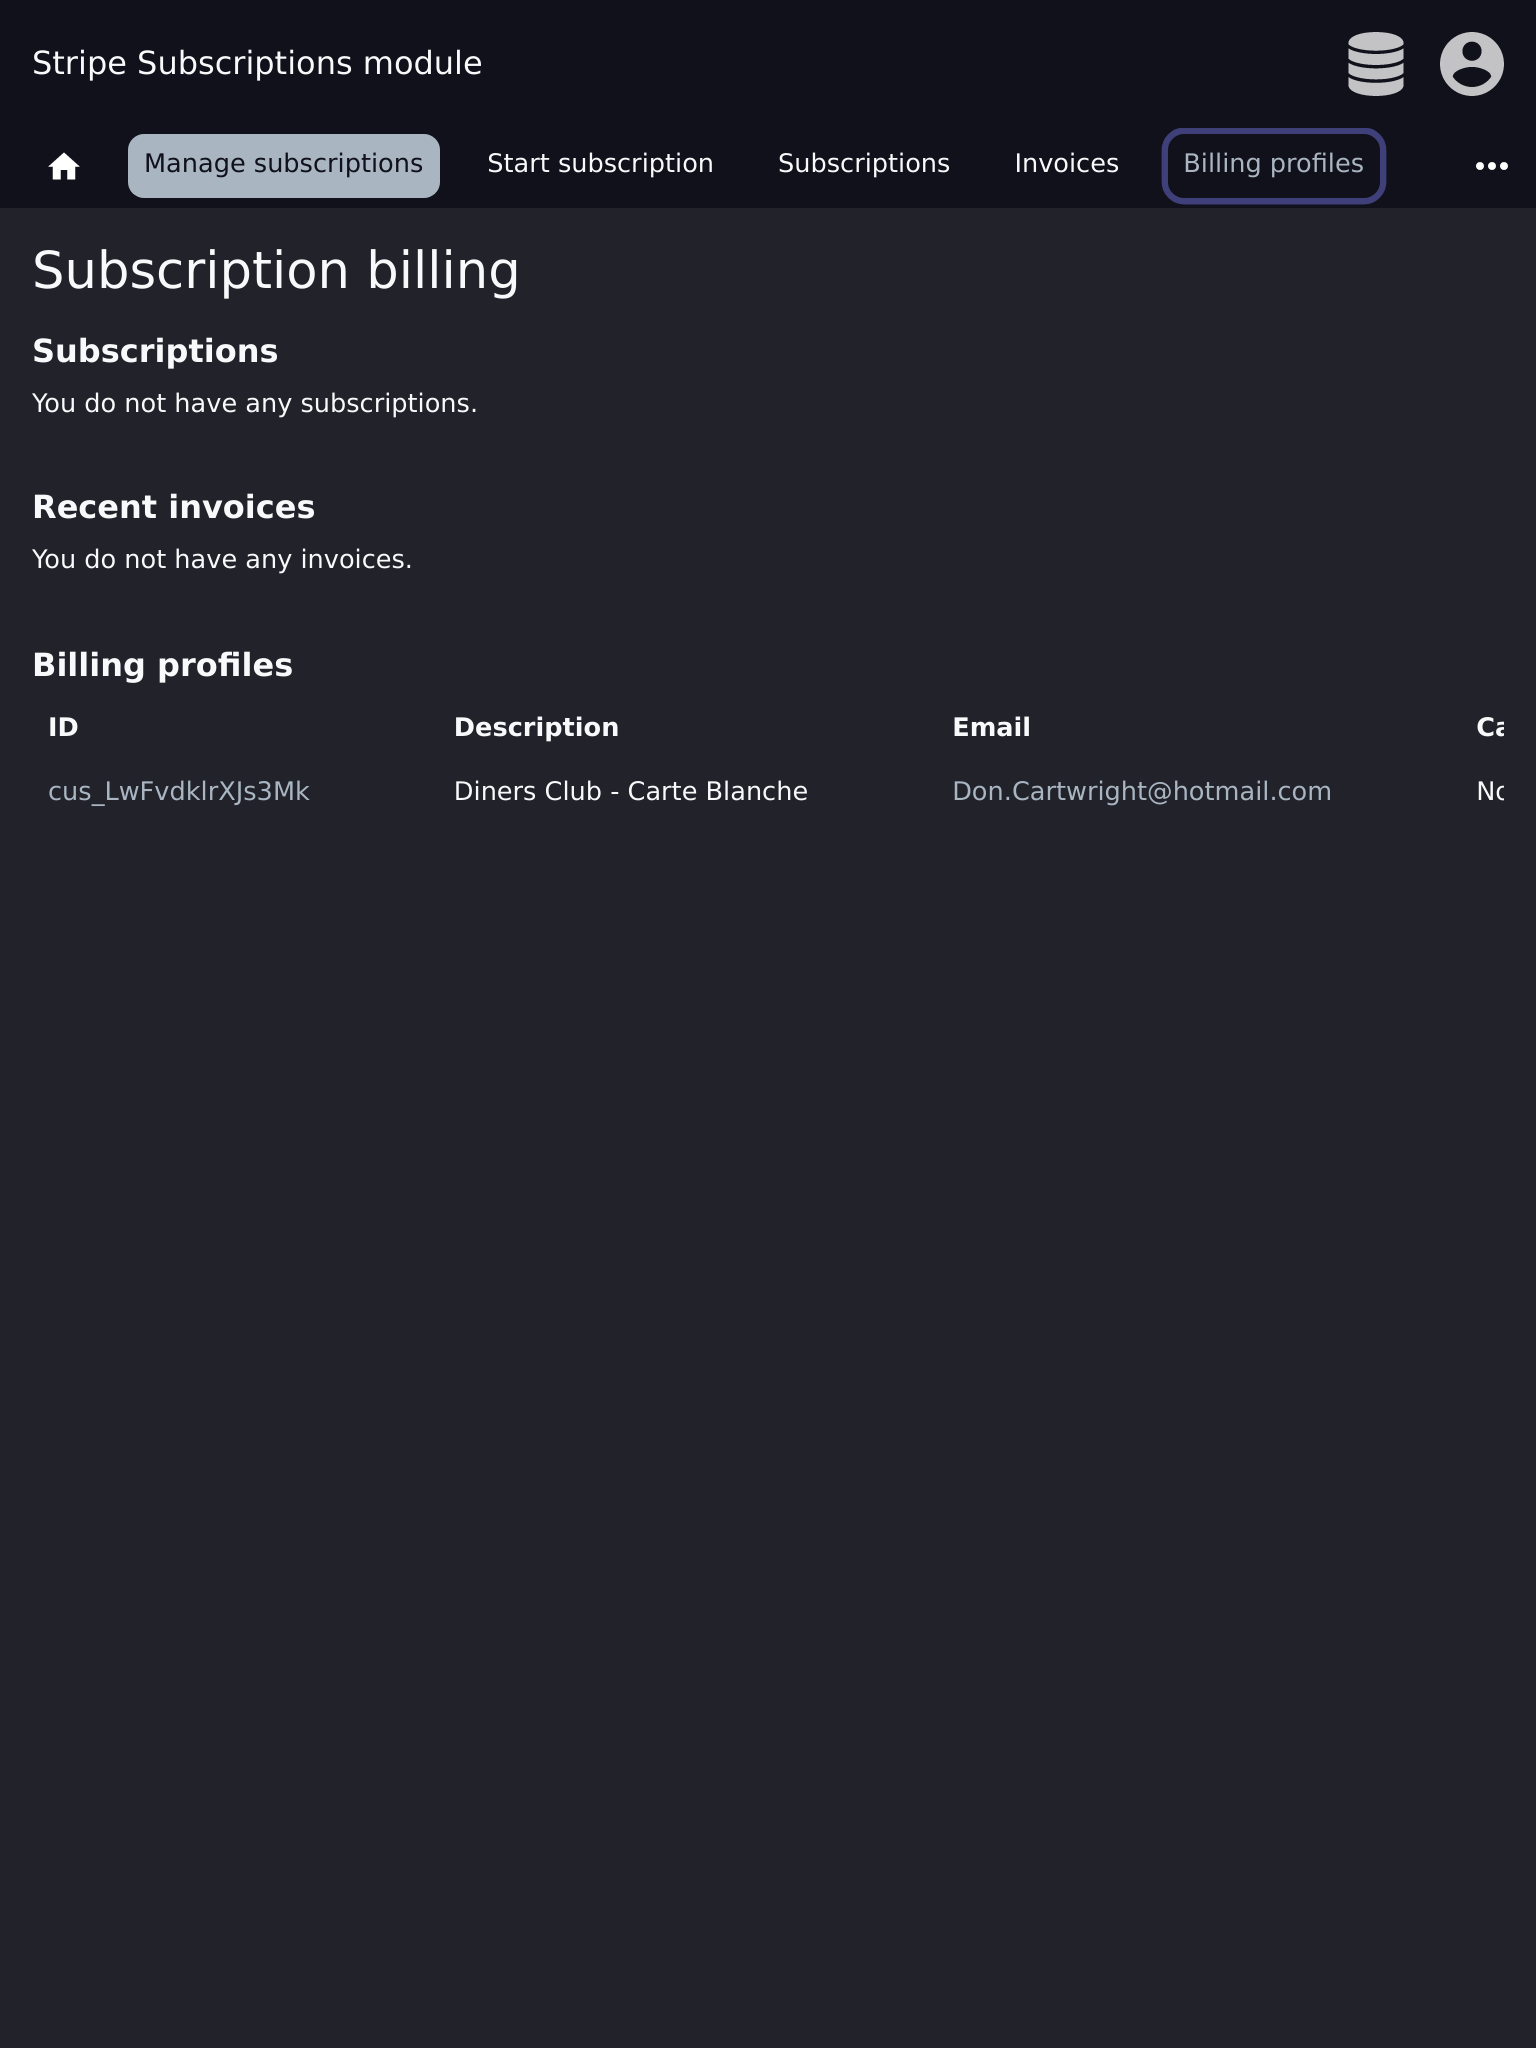 Stripe Subscriptions module
Manage subscriptions Start subscription Subscriptions Invoices Billing profiles
Subscription billing
Subscriptions
You do not have any subscriptions.
Recent invoices
You do not have any invoices.
Billing profiles
ID Description Email
cus_LwFvdklrXJs3Mk Diners Club - Carte Blanche Don.Cartwright@hotmail.com